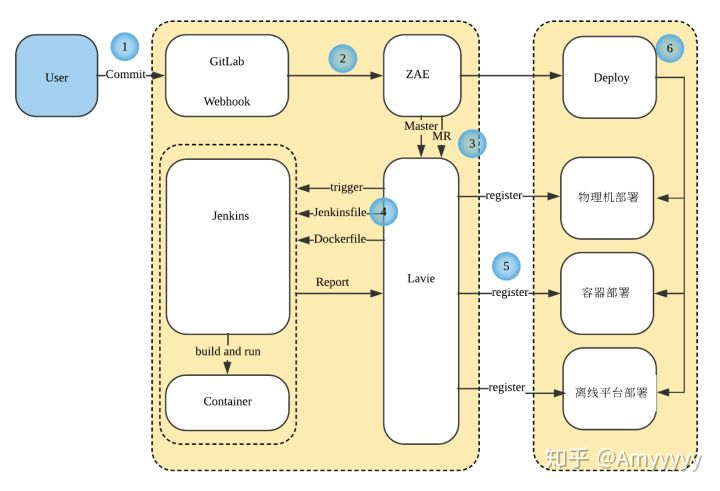 1
2
6
User
Commit
GitLab
Webhook
ZAE
Deploy
Master
MR
3
Jenkins
trigger
Jenkinsfile
4
Dockerfile
Report
Lavie
register
物理机部署
5
register
容器部署
build and run
Container
register
离线平台部署
知乎 @Amyyyyy